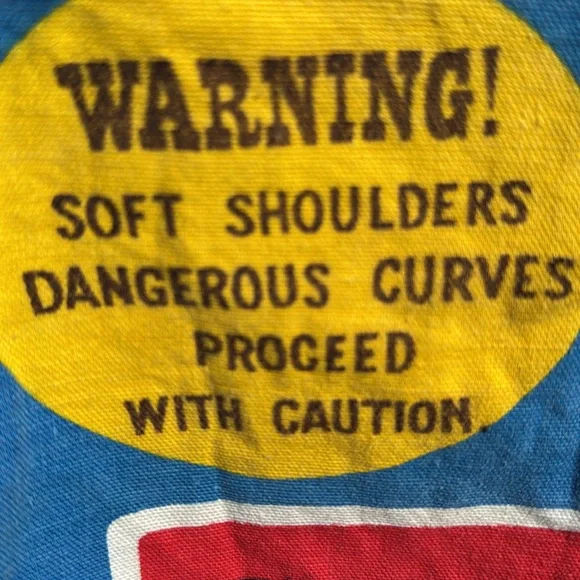 WARNING!
SOFT SHOULDERS
DANGEROUS CURVES
PROCEED
WITH CAUTION.